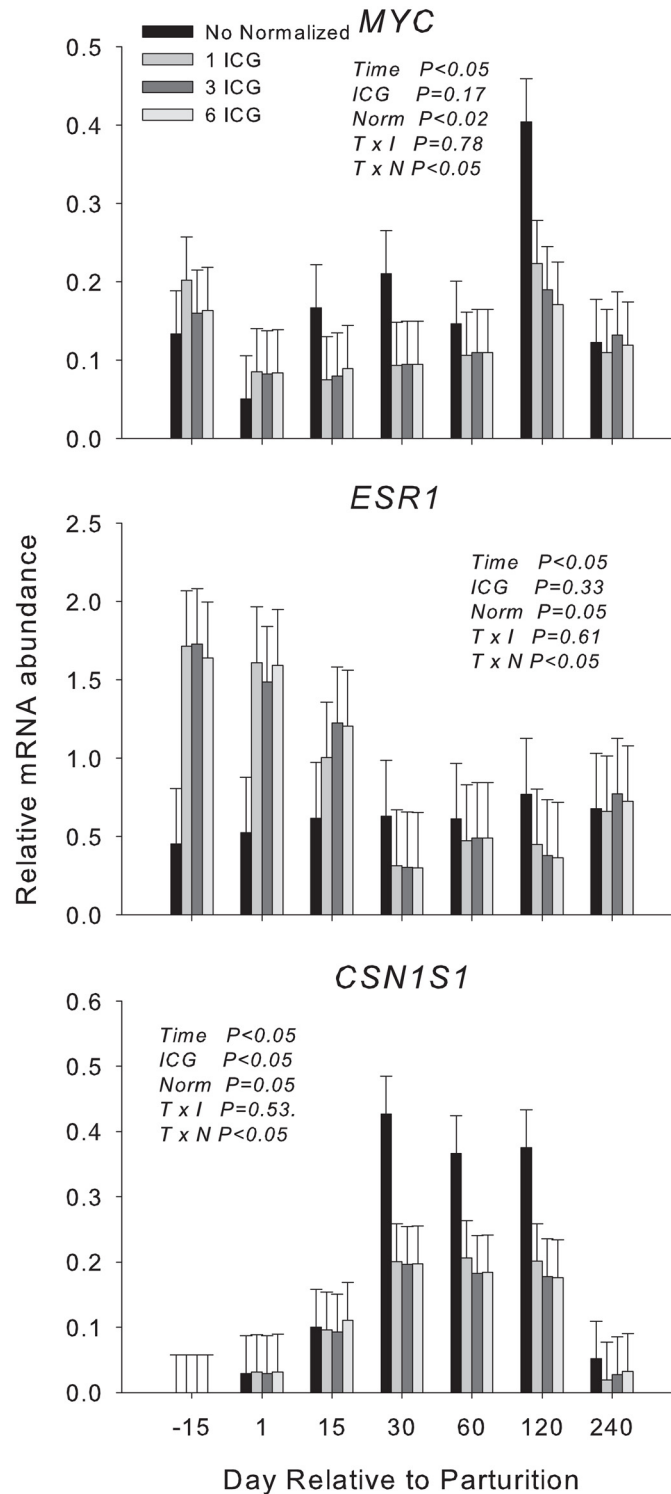 MYC
No Normalized
1 ICG
3 ICG
6 ICG
Time P<0.05
ICG P=0.17
Norm P<0.02
T x I P=0.78
T x N P<0.05
0.5
0.4
0.3
0.2
0.1
0.0
ESR1
Time P<0.05
ICG P=0.33
Norm P=0.05
T x I P=0.61
T x N P<0.05
2.5
2.0
1.5
1.0
0.5
0.0
Relative mRNA abundance
CSN1S1
Time P<0.05
ICG P<0.05
Norm P=0.05
T x I P=0.53.
T x N P<0.05
0.6
0.5
0.4
0.3
0.2
0.1
0.0
-15 1 15 30 60 120 240
Day Relative to Parturition